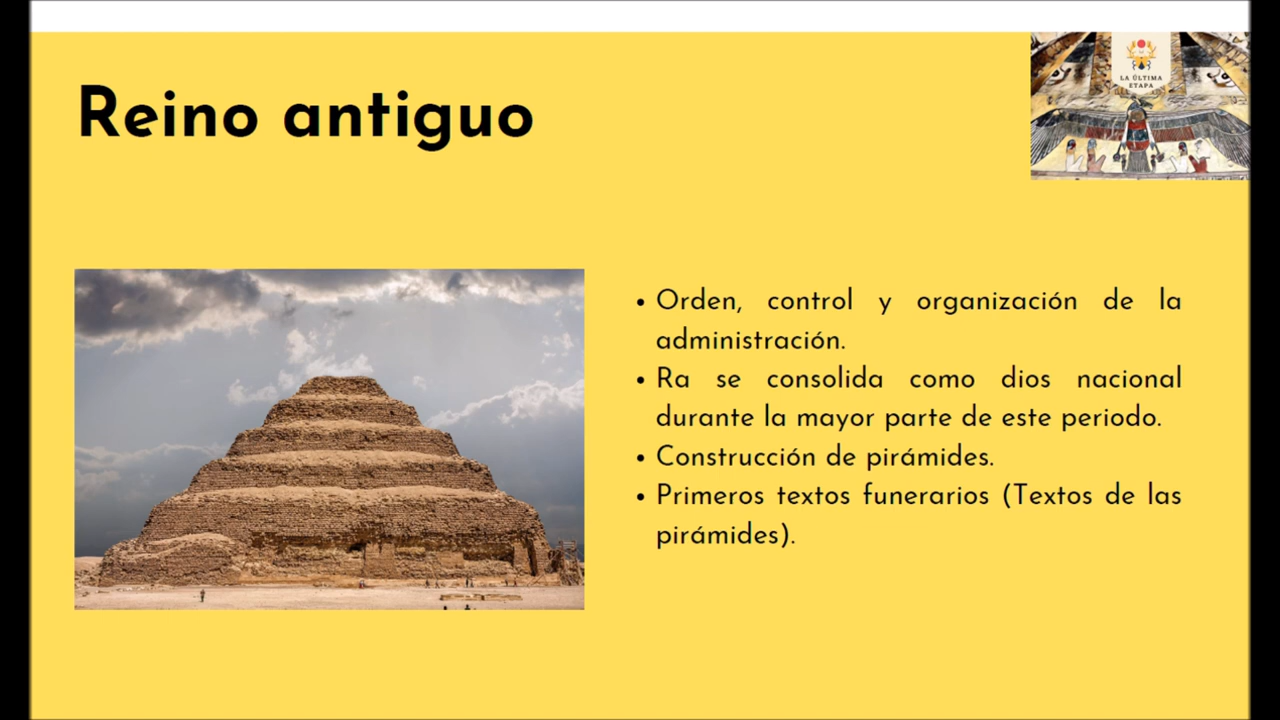 Reino antiguo
LA ÚLTIMA
ETAPA
Orden, control y organización de la
administración.
Ra se consolida como dios nacional
durante la mayor parte de este periodo.
Construcción de pirámides.
Primeros textos funerarios (Textos de las
pirámides).